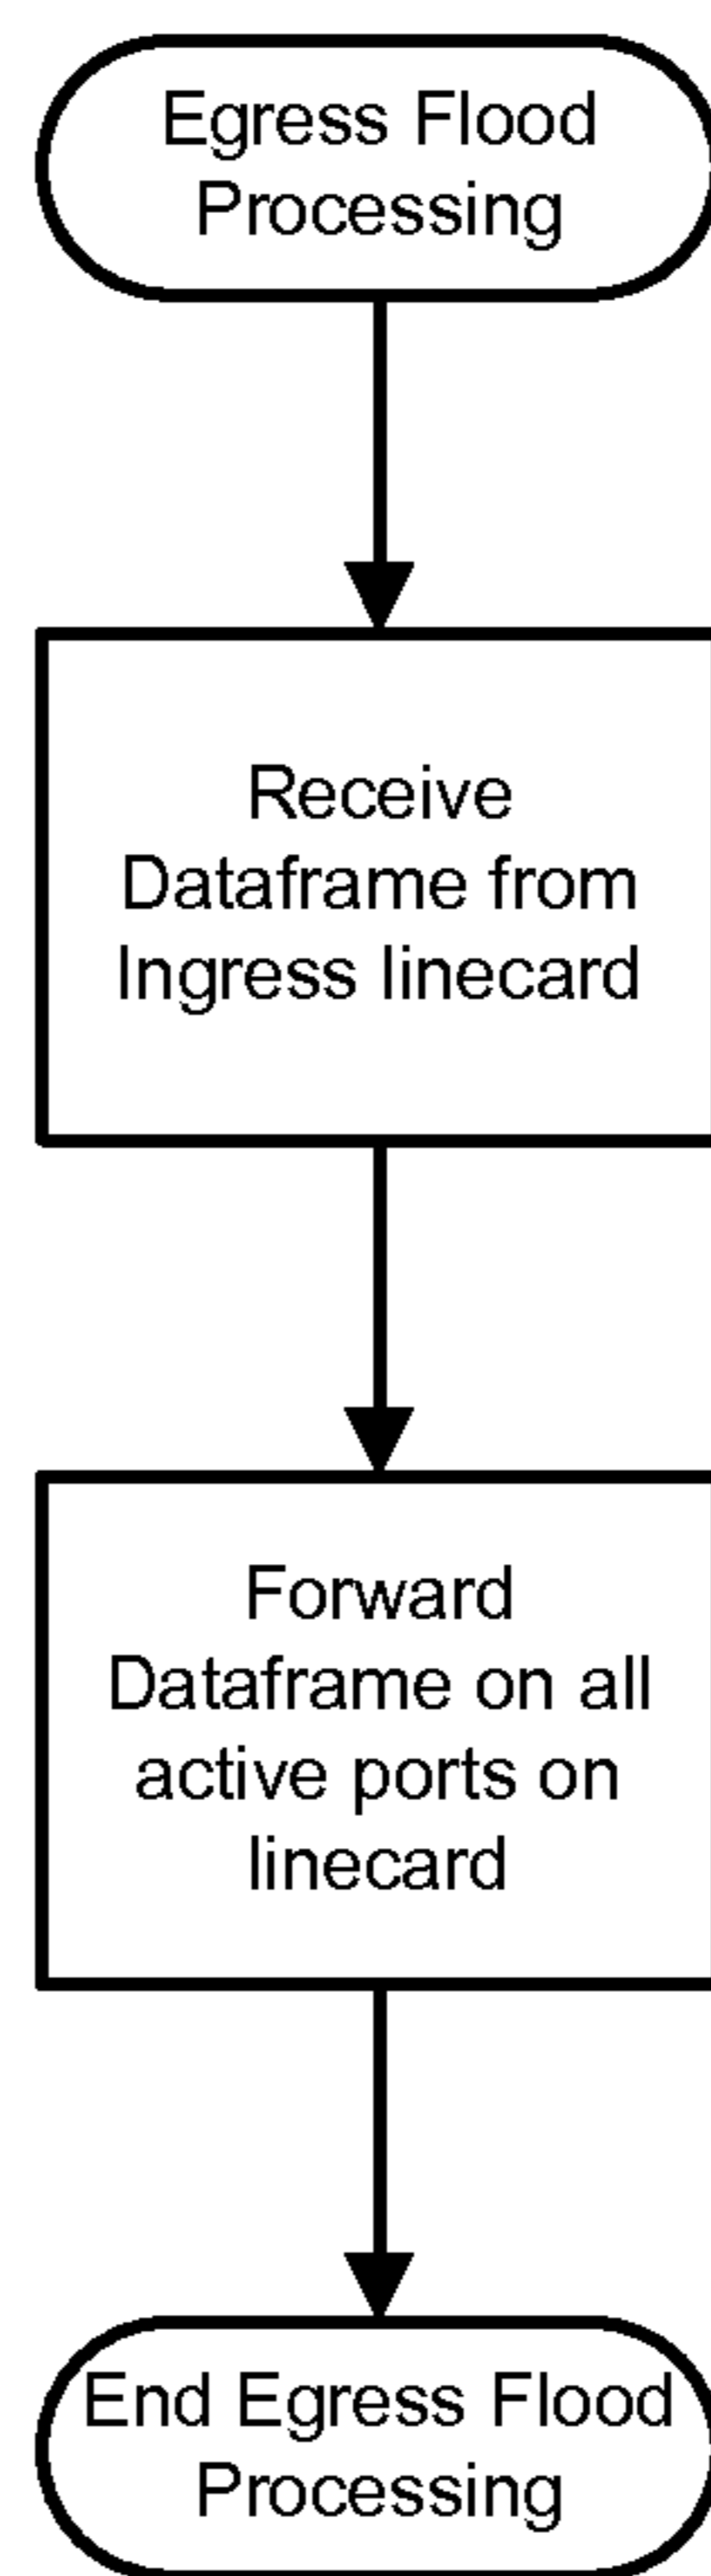 Egress Flood
Processing
Receive
Dataframe from
Ingress linecard
Forward
Dataframe on all
active ports on
linecard
End Egress Flood
Processing